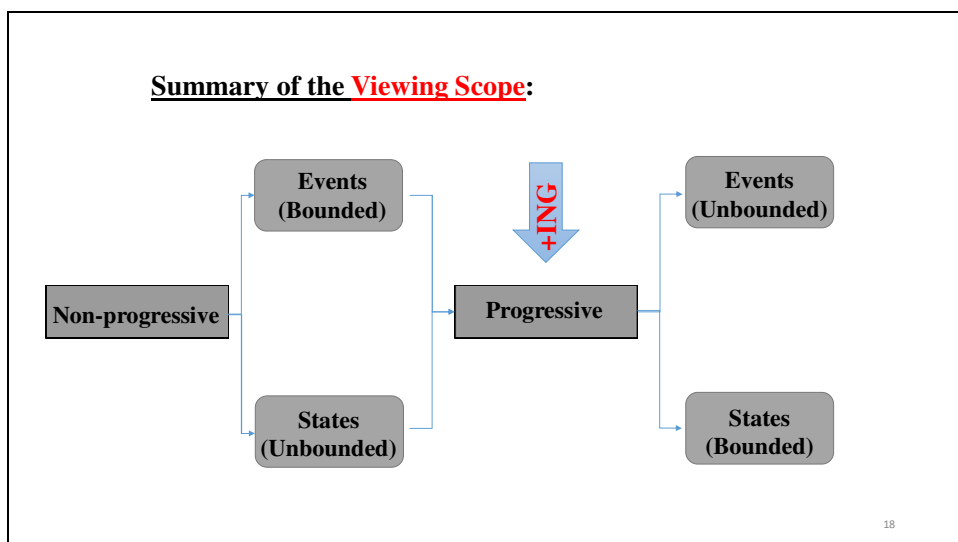 Summary of the Viewing Scope:
Events
(Bounded)
+ING
Events
(Unbounded)
Non-progressive
Progressive
States
(Unbounded)
States
(Bounded)
18